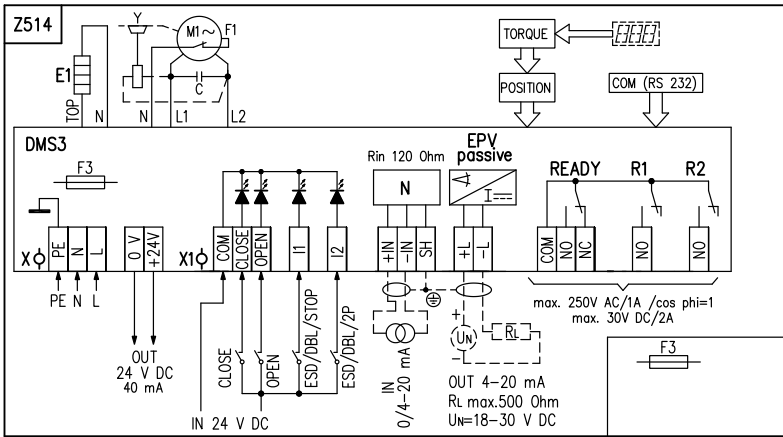 Z514
Y
M1~
F1
E1
C
TOP
N
N
L1
L2
TORQUE
POSITION
COM (RS 232)
DMS3
F3
Rin 120 Ohm
N
EPV
passive
I
READY
R1
R2
X
PE
N
L
0 V
+24V
X1
COM
CLOSE
OPEN
I1
I2
+IN
-IN
SH
+L
-L
COM
NO
NC
NO
NO
PE N L
OUT
24 V DC
40 mA
CLOSE
OPEN
ESD/DBL/STOP
ESD/DBL/2P
IN 24 V DC
IN
0/4-20 mA
+
UN
-
RL
OUT 4-20 mA
RL max.500 Ohm
UN=18-30 V DC
max. 250V AC/1A /cos phi=1
max. 30V DC/2A
F3